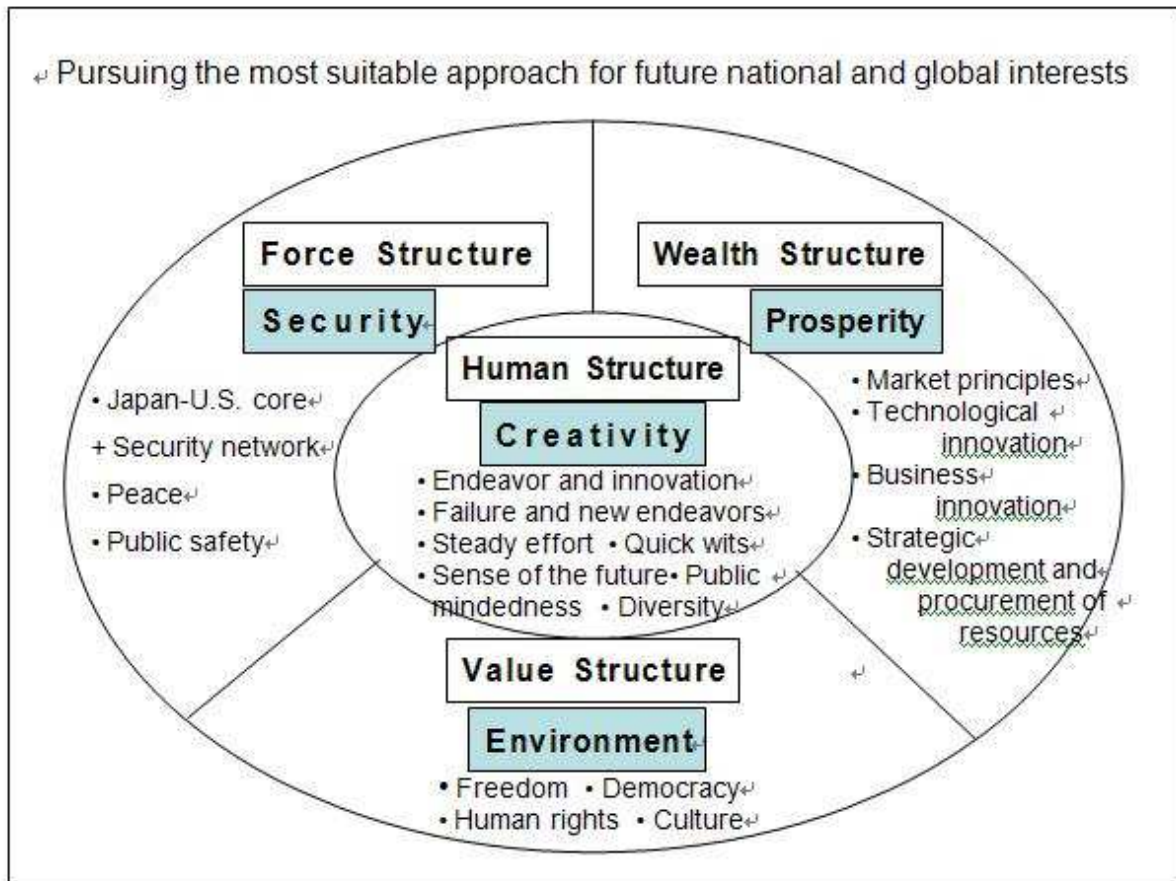 Pursuing the most suitable approach for future national and global interests
Force Structure
Security
• Japan-U.S. core
+ Security network
• Peace
• Public safety
Wealth Structure
Prosperity
• Market principles
• Technological
innovation
• Business
innovation
• Strategic
development and
procurement of
resources
Human Structure
Creativity
• Endeavor and innovation
• Failure and new endeavors
• Steady effort • Quick wits
• Sense of the future• Public
mindedness • Diversity
Value Structure
Environment
• Freedom • Democracy
• Human rights • Culture